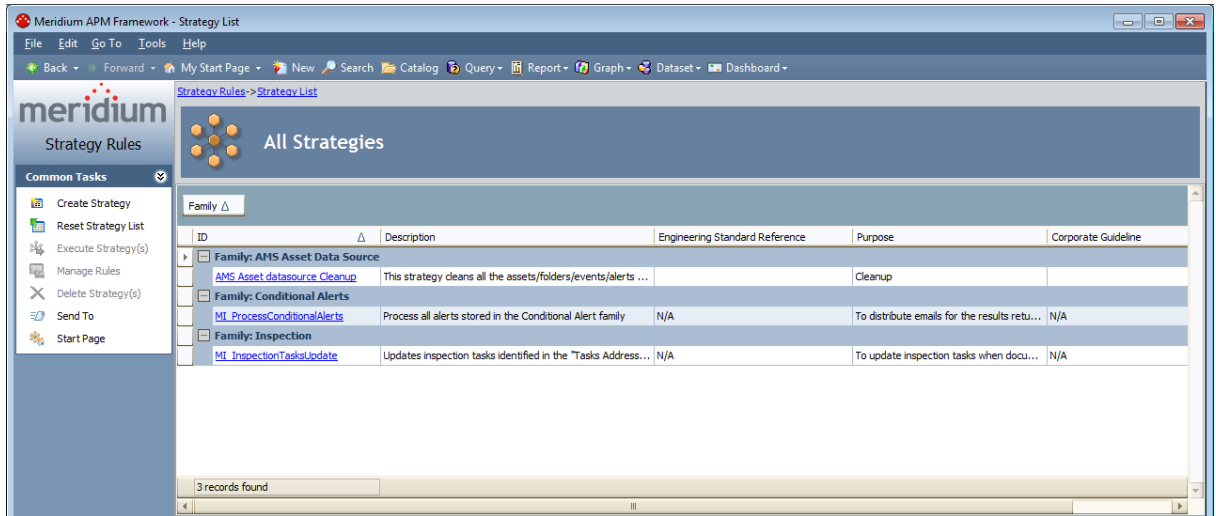 Meridium APM Framework - Strategy List
File Edit Go To Tools Help
Back Forward My Start Page New Search Catalog Query Report Graph Dataset Dashboard
meridium
Strategy Rules
Common Tasks
Create Strategy
Reset Strategy List
Execute Strategy(s)
Manage Rules
Delete Strategy(s)
Send To
Start Page
Strategy Rules->Strategy List
All Strategies
Family
ID Description Engineering Standard Reference Purpose Corporate Guideline
Family: AMS Asset Data Source
AMS Asset datasource Cleanup This strategy cleans all the assets/folders/events/alerts ... Cleanup
Family: Conditional Alerts
MI_ProcessConditionalAlerts Process all alerts stored in the Conditional Alert family N/A To distribute emails for the results retu... N/A
Family: Inspection
MI_InspectionTasksUpdate Updates inspection tasks identified in the "Tasks Address... N/A To update inspection tasks when docu... N/A
3 records found